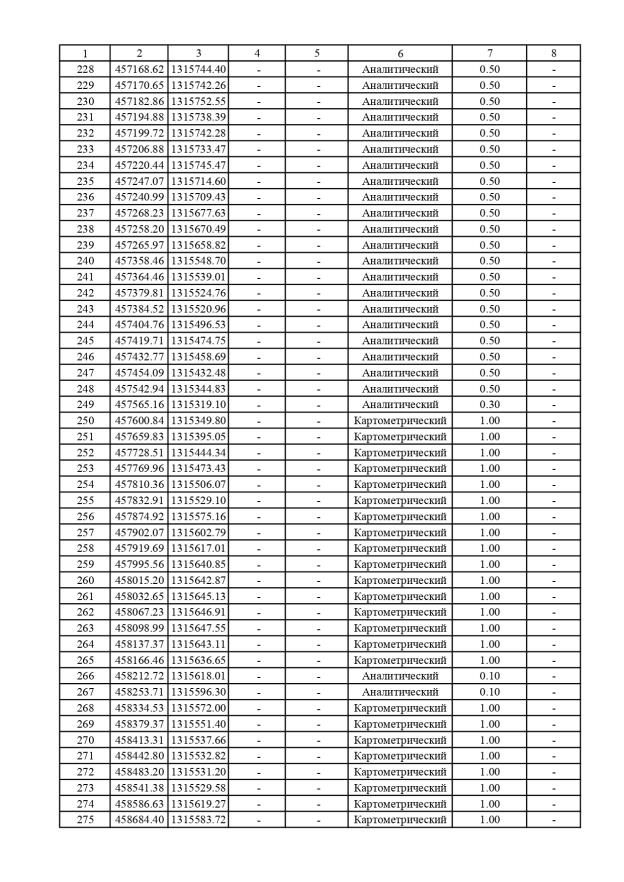 1 2 3 4 5 6 7 8
228 457168.62 1315744.40 - - Аналитический 0.50 -
229 457170.65 1315742.26 - - Аналитический 0.50 -
230 457182.86 1315752.55 - - Аналитический 0.50 -
231 457194.88 1315738.39 - - Аналитический 0.50 -
232 457199.72 1315742.28 - - Аналитический 0.50 -
233 457206.88 1315733.47 - - Аналитический 0.50 -
234 457220.44 1315745.47 - - Аналитический 0.50 -
235 457247.07 1315714.60 - - Аналитический 0.50 -
236 457240.99 1315709.43 - - Аналитический 0.50 -
237 457268.23 1315677.63 - - Аналитический 0.50 -
238 457258.20 1315670.49 - - Аналитический 0.50 -
239 457265.97 1315658.82 - - Аналитический 0.50 -
240 457358.46 1315548.70 - - Аналитический 0.50 -
241 457364.46 1315539.01 - - Аналитический 0.50 -
242 457379.81 1315524.76 - - Аналитический 0.50 -
243 457384.52 1315520.96 - - Аналитический 0.50 -
244 457404.76 1315496.53 - - Аналитический 0.50 -
245 457419.71 1315474.75 - - Аналитический 0.50 -
246 457432.77 1315458.69 - - Аналитический 0.50 -
247 457454.09 1315432.48 - - Аналитический 0.50 -
248 457542.94 1315344.83 - - Аналитический 0.50 -
249 457565.16 1315319.10 - - Аналитический 0.30 -
250 457600.84 1315349.80 - - Картометрический 1.00 -
251 457659.83 1315395.05 - - Картометрический 1.00 -
252 457728.51 1315444.34 - - Картометрический 1.00 -
253 457769.96 1315473.43 - - Картометрический 1.00 -
254 457810.36 1315506.07 - - Картометрический 1.00 -
255 457832.91 1315529.10 - - Картометрический 1.00 -
256 457874.92 1315575.16 - - Картометрический 1.00 -
257 457902.07 1315602.79 - - Картометрический 1.00 -
258 457919.69 1315617.01 - - Картометрический 1.00 -
259 457995.56 1315640.85 - - Картометрический 1.00 -
260 458015.20 1315642.87 - - Картометрический 1.00 -
261 458032.65 1315645.13 - - Картометрический 1.00 -
262 458067.23 1315646.91 - - Картометрический 1.00 -
263 458098.99 1315647.55 - - Картометрический 1.00 -
264 458137.37 1315643.11 - - Картометрический 1.00 -
265 458166.46 1315636.65 - - Картометрический 1.00 -
266 458212.72 1315618.01 - - Аналитический 0.10 -
267 458253.71 1315596.30 - - Аналитический 0.10 -
268 458334.53 1315572.00 - - Картометрический 1.00 -
269 458379.37 1315551.40 - - Картометрический 1.00 -
270 458413.31 1315537.66 - - Картометрический 1.00 -
271 458442.80 1315532.82 - - Картометрический 1.00 -
272 458483.20 1315531.20 - - Картометрический 1.00 -
273 458541.38 1315529.58 - - Картометрический 1.00 -
274 458586.63 1315619.27 - - Картометрический 1.00 -
275 458684.40 1315583.72 - - Картометрический 1.00 -